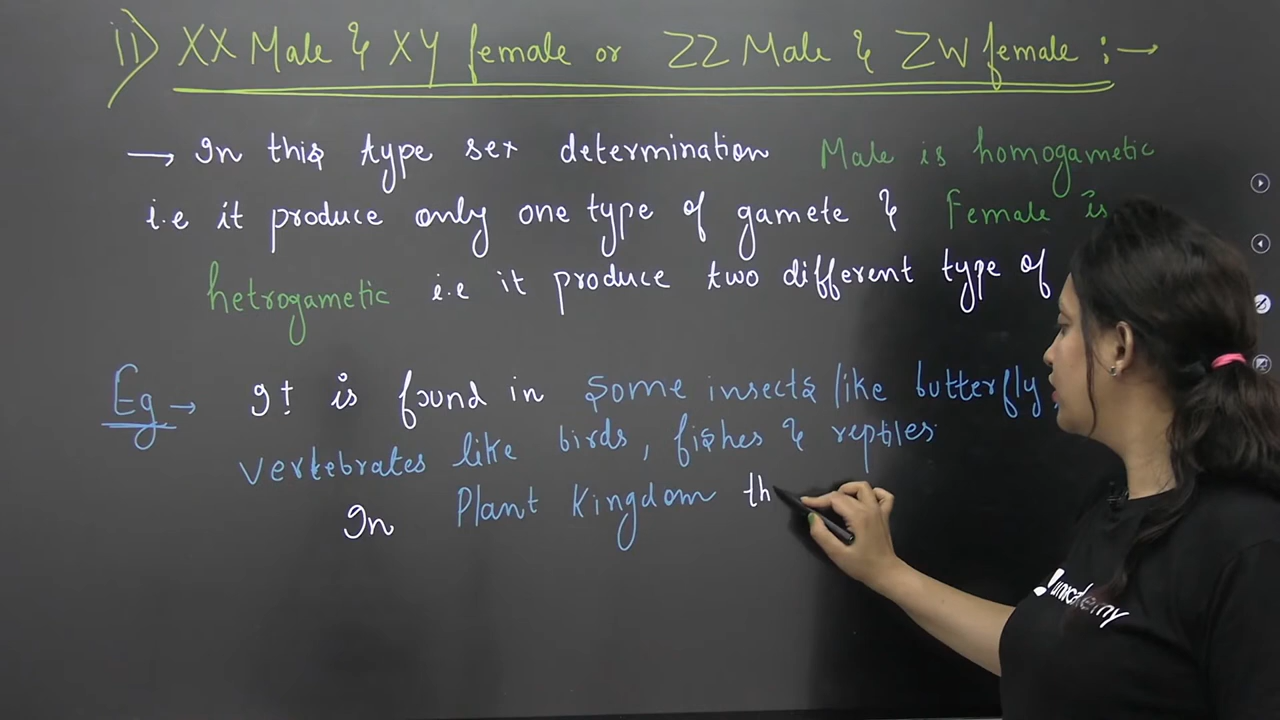 ii) XX Male & XY female or ZZ Male & ZW female :→
→ In this type sex determination Male is homogametic
i.e it produce only one type of gamete & Female is
hetrogametic i.e it produce two different type of
Eg → It is found in some insects like butterfly,
vertebrates like birds, fishes & reptiles.
In Plant Kingdom th
unacademy